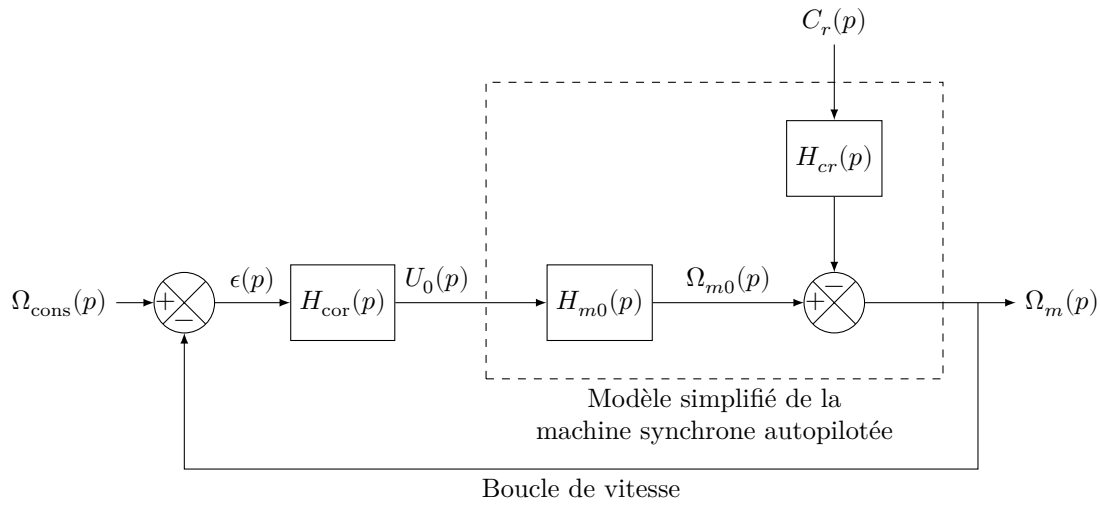 C_r(p)
H_cr(p)
Ω_cons(p)
+
−
ϵ(p)
H_cor(p)
U_0(p)
H_m0(p)
Ω_m0(p)
+
−
Ω_m(p)
Modèle simplifié de la
machine synchrone autopilotée
Boucle de vitesse